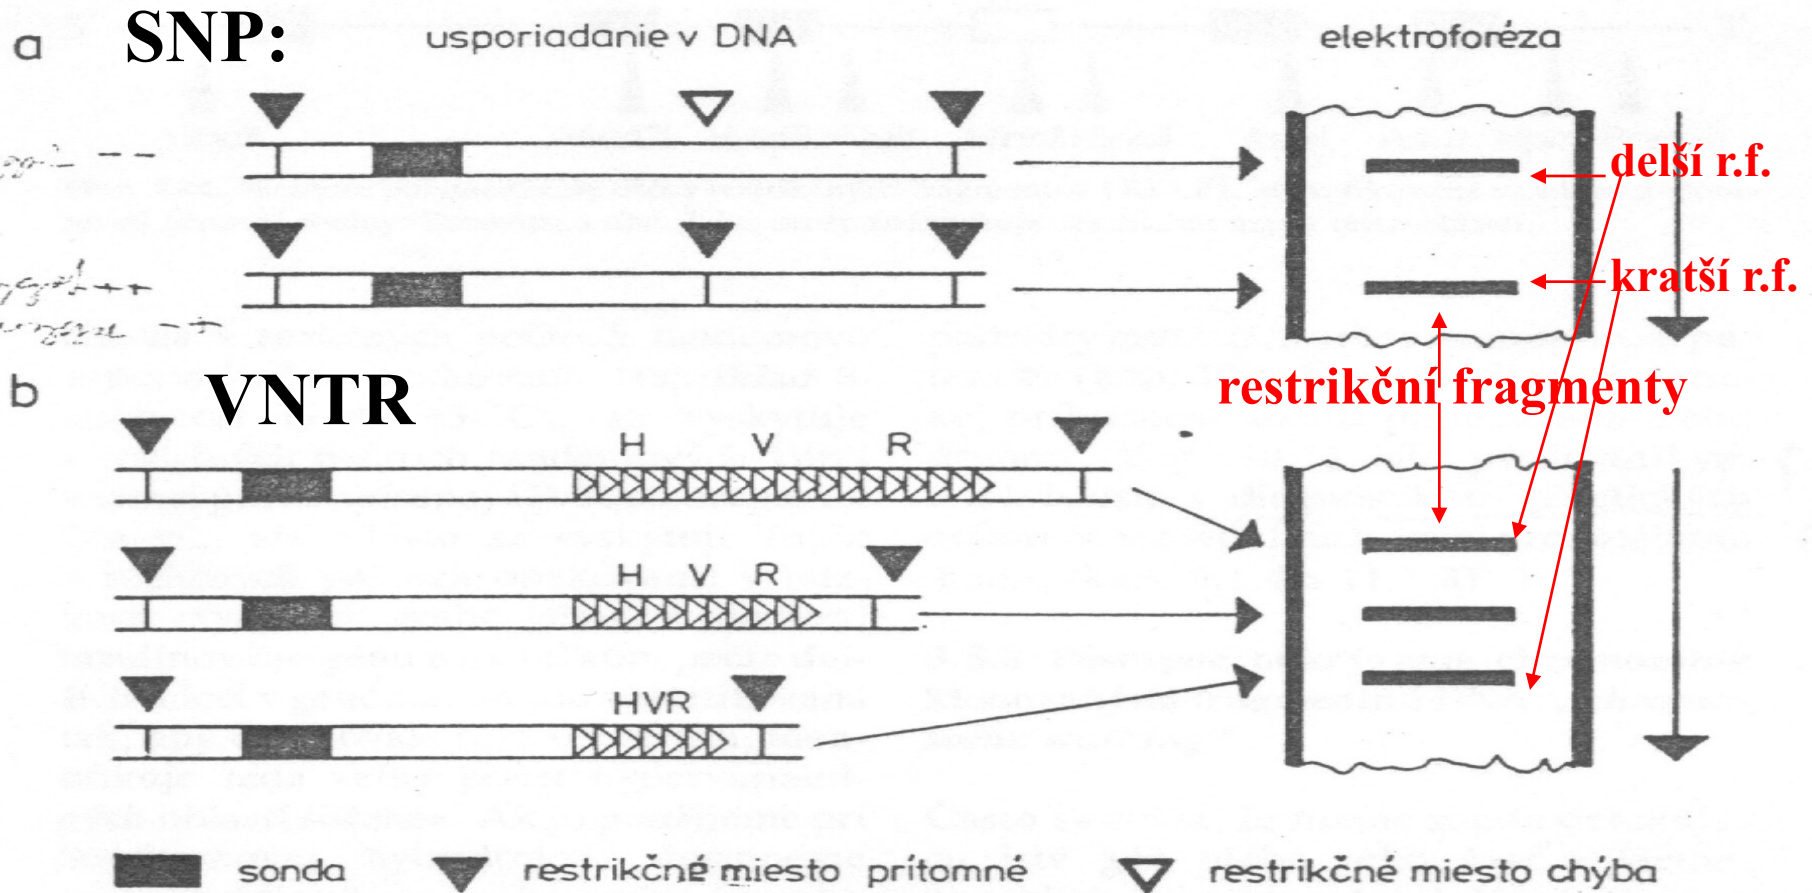 a SNP: usporiadanie v DNA elektroforéza
delší r.f.
kratší r.f.
b VNTR restrikční fragmenty
H V R
H V R
HVR
sonda restrikčné miesto prítomné restrikčné miesto chýba